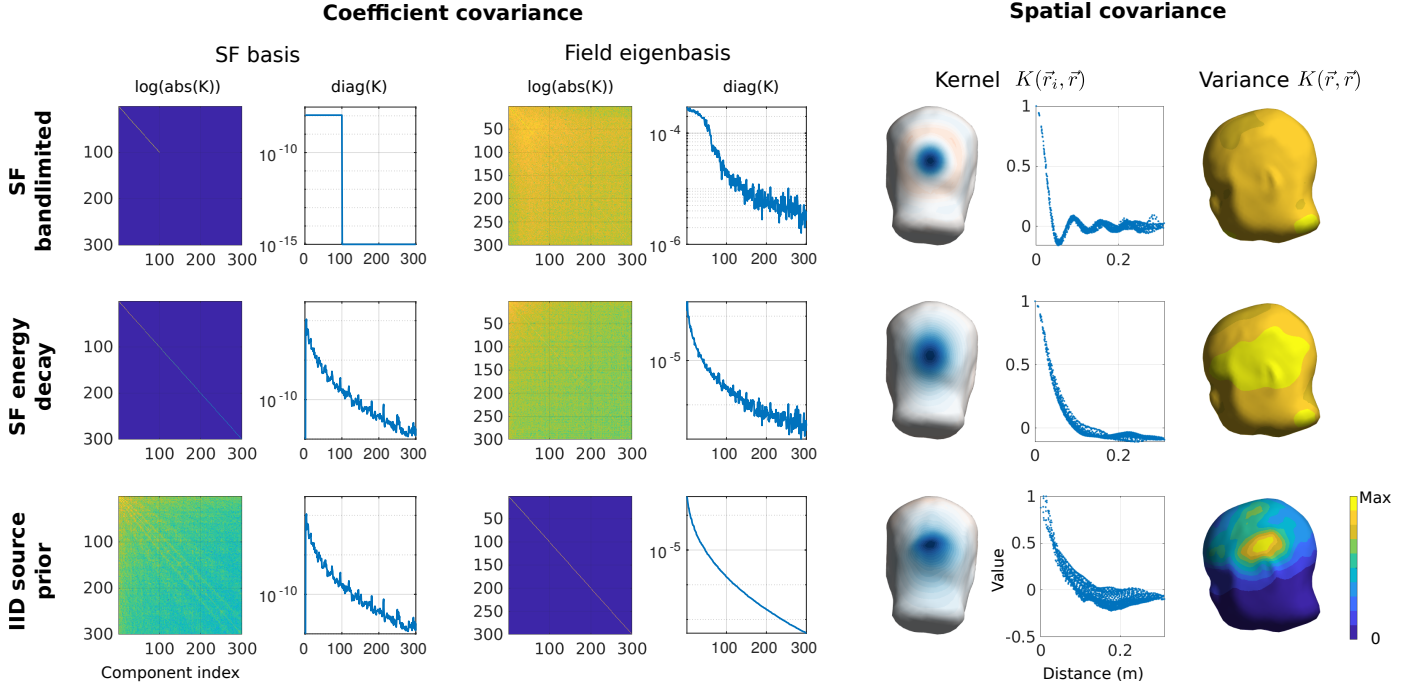 Coefficient covariance
Spatial covariance
SF basis
Field eigenbasis
log(abs(K))
diag(K)
log(abs(K))
diag(K)
Kernel K(r⃗ᵢ, r⃗)
Variance K(r⃗, r⃗)
SF
bandlimited
100
200
300
100 200 300
10⁻¹⁰
10⁻¹⁵
0 100 200 300
50
100
150
200
250
300
100 200 300
10⁻⁴
10⁻⁶
0 100 200 300
1
0.5
0
0.2
SF energy
decay
100
200
300
100 200 300
10⁻¹⁰
0 100 200 300
50
100
150
200
250
300
100 200 300
10⁻⁵
0 100 200 300
1
0.5
0
0.2
IID source
prior
100
200
300
100 200 300
Component index
10⁻¹⁰
0 100 200 300
50
100
150
200
250
300
100 200 300
10⁻⁵
0 100 200 300
Value
1
0.5
0
-0.5
0 0.2
Distance (m)
Max
0